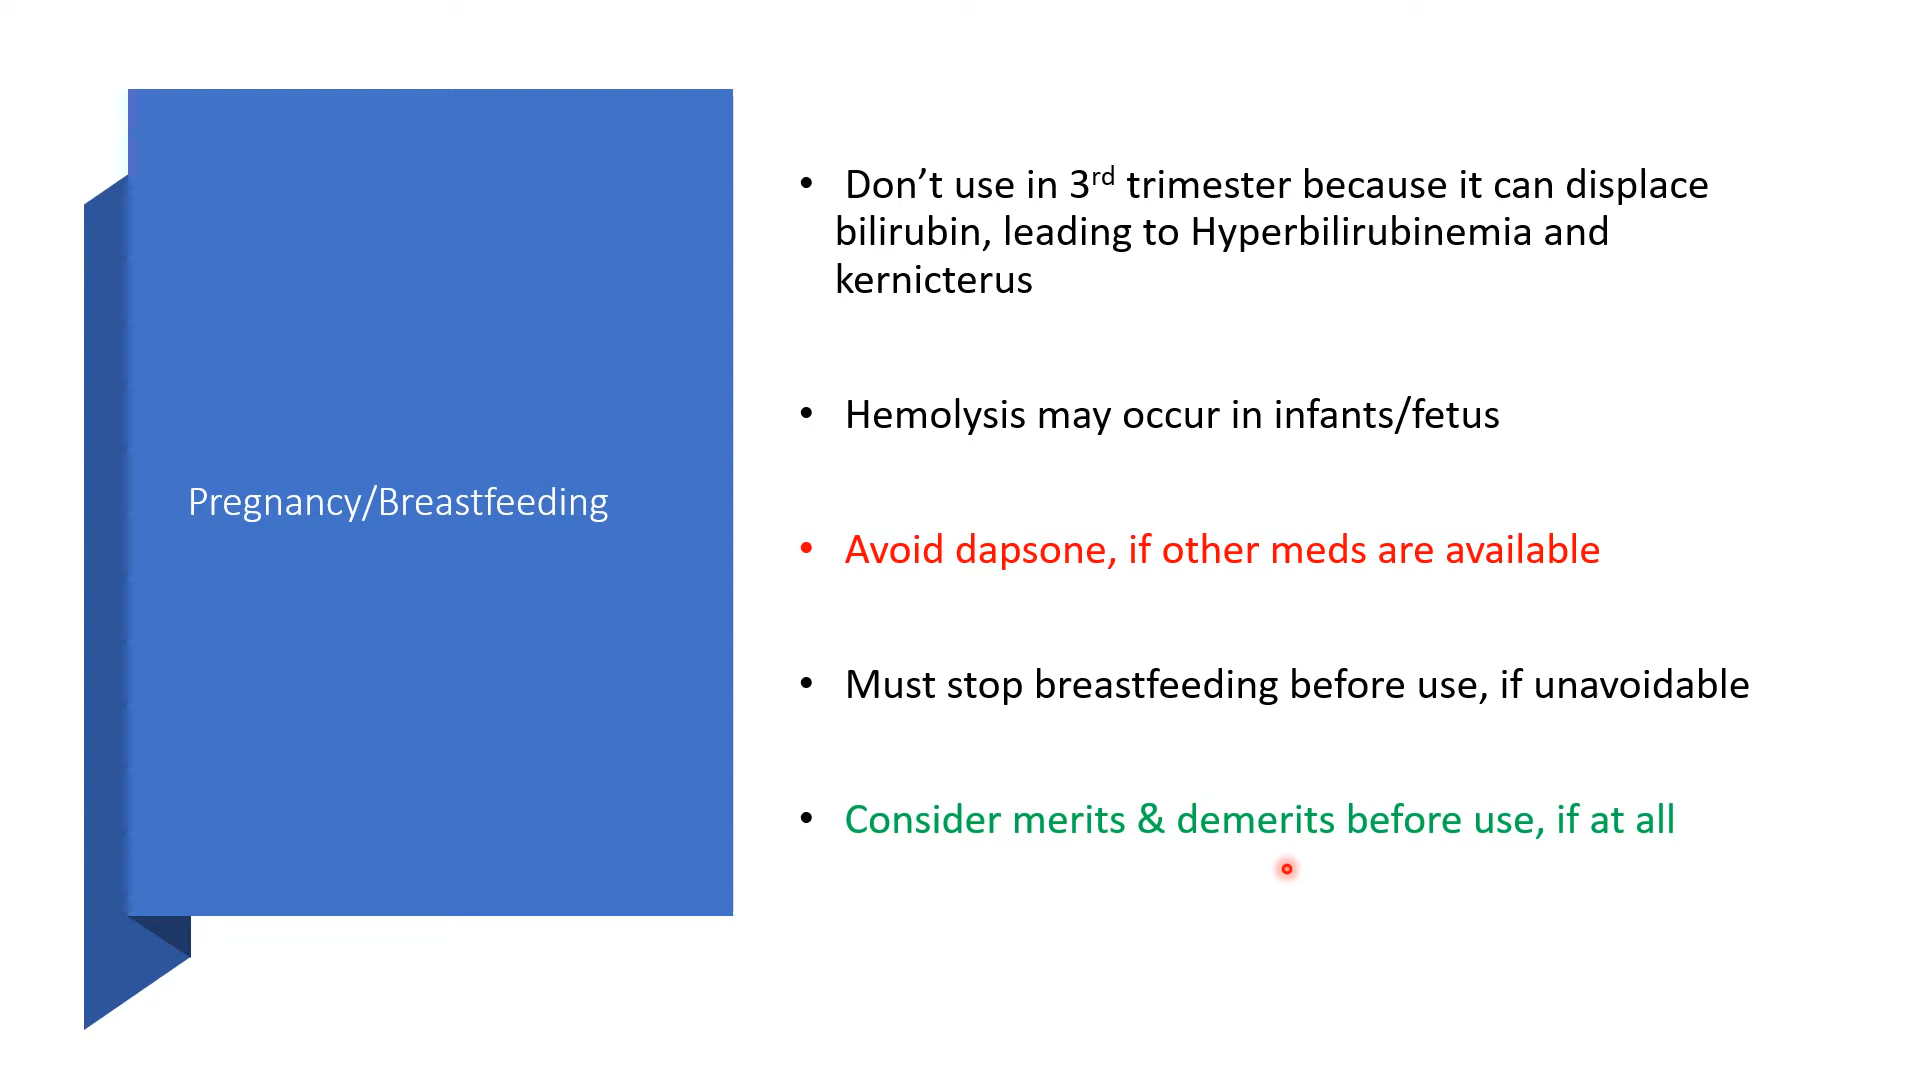 Pregnancy/Breastfeeding
• Don’t use in 3rd trimester because it can displace
bilirubin, leading to Hyperbilirubinemia and
kernicterus
• Hemolysis may occur in infants/fetus
• Avoid dapsone, if other meds are available
• Must stop breastfeeding before use, if unavoidable
• Consider merits & demerits before use, if at all